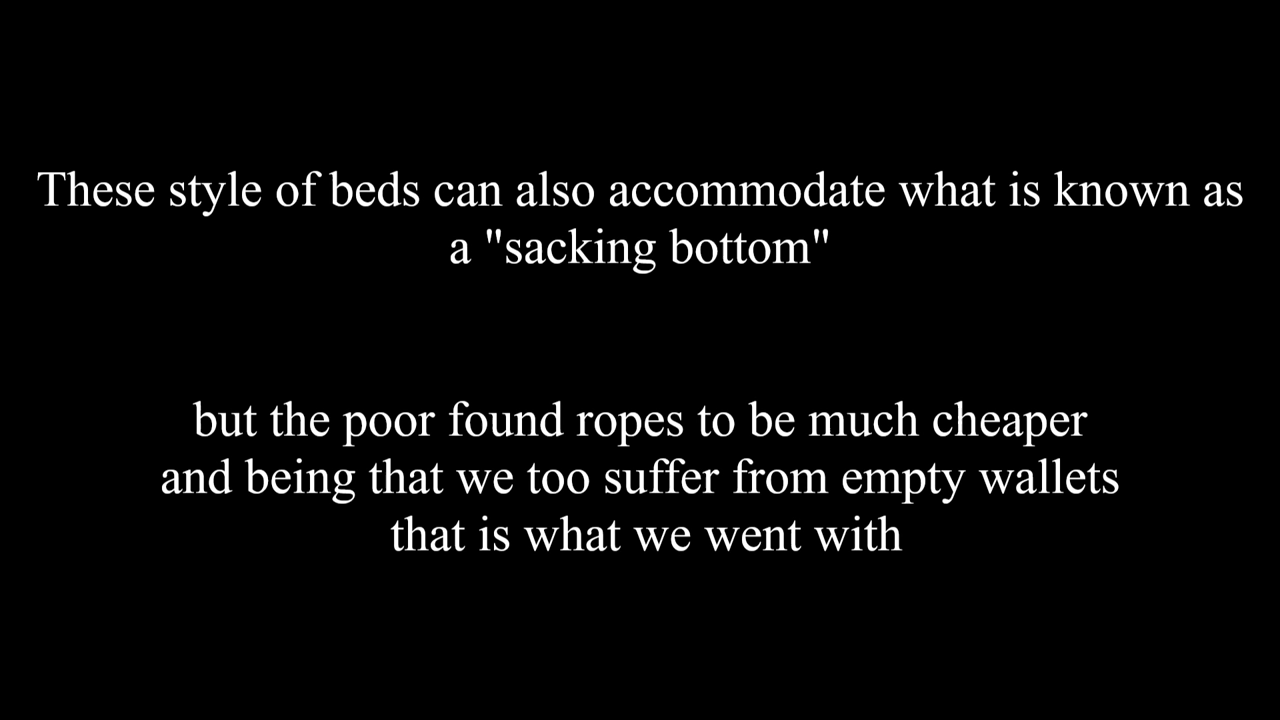 These style of beds can also accommodate what is known as
a "sacking bottom"
but the poor found ropes to be much cheaper
and being that we too suffer from empty wallets
that is what we went with